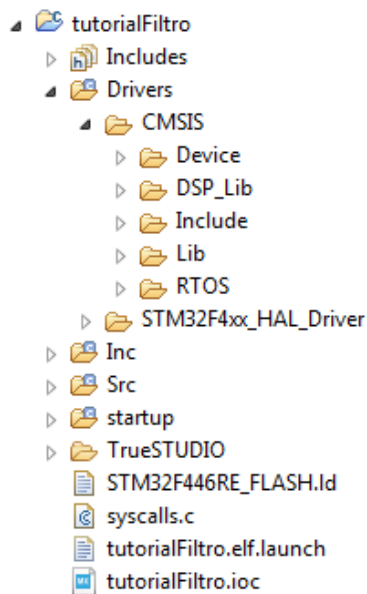 tutorialFiltro
Includes
Drivers
CMSIS
Device
DSP_Lib
Include
Lib
RTOS
STM32F4xx_HAL_Driver
Inc
Src
startup
TrueSTUDIO
STM32F446RE_FLASH.ld
syscalls.c
tutorialFiltro.elf.launch
tutorialFiltro.ioc